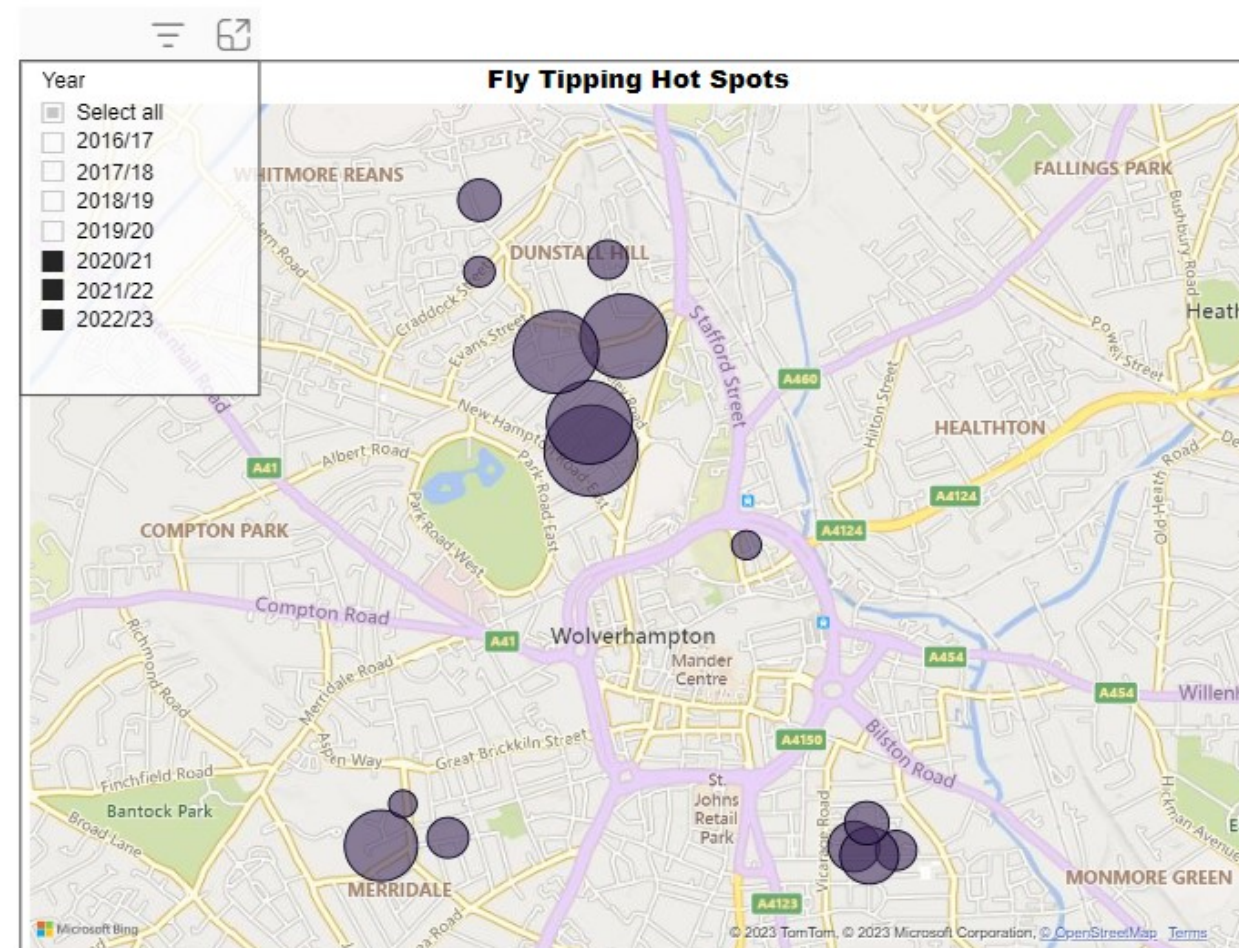 Year
Select all
2016/17
2017/18
2018/19
2019/20
2020/21
2021/22
2022/23
Fly Tipping Hot Spots
WHITMORE REANS
FALLINGS PARK
Bushbury Road
DUNSTALL HILL
Craddock
Evans Street
Stafford Street
Powell Street
Heath
A460
New Hampton Road East
Hilton Street
HEALTHTON
Albert Road
A41
Park Road East
Park Road West
A4124
A4124
Old Heath Road
COMPTON PARK
Compton Road
A41
Wolverhampton
Mander
Centre
A454
A454
Willenh
Richmond Road
Merridale Road
Aspen Way
Great Brickkiln Street
A4150
Bilston Road
Finchfield Road
Bantock Park
Broad Lane
St.
Johns
Retail
Park
Vicarage Road
Hickman Avenue
MERRIDALE
MONMORE GREEN
A4123
Microsoft Bing
© 2023 TomTom, © 2023 Microsoft Corporation, © OpenStreetMap Terms